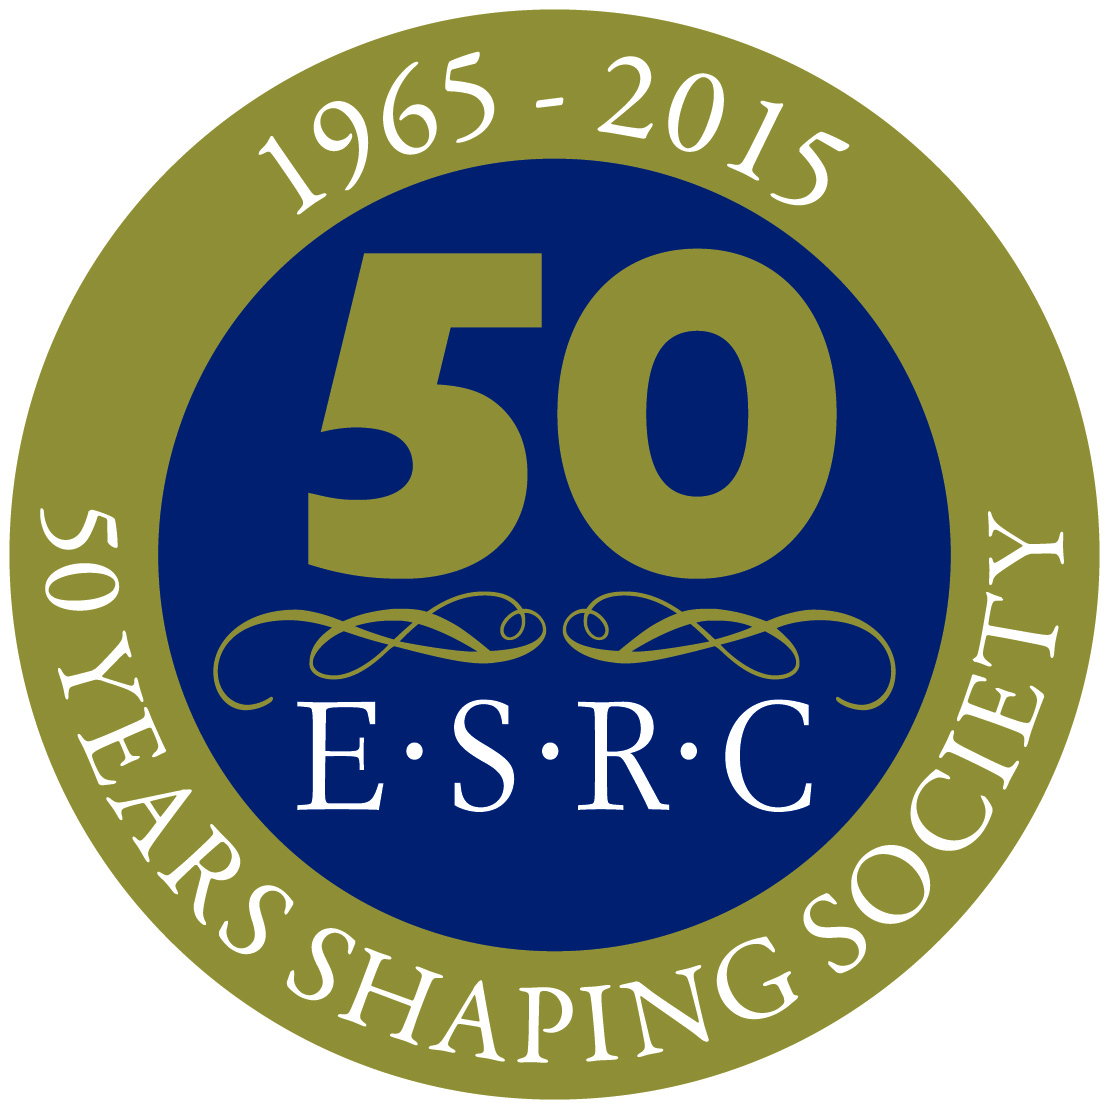 1965 - 2015
50
E·S·R·C
50 YEARS SHAPING SOCIETY